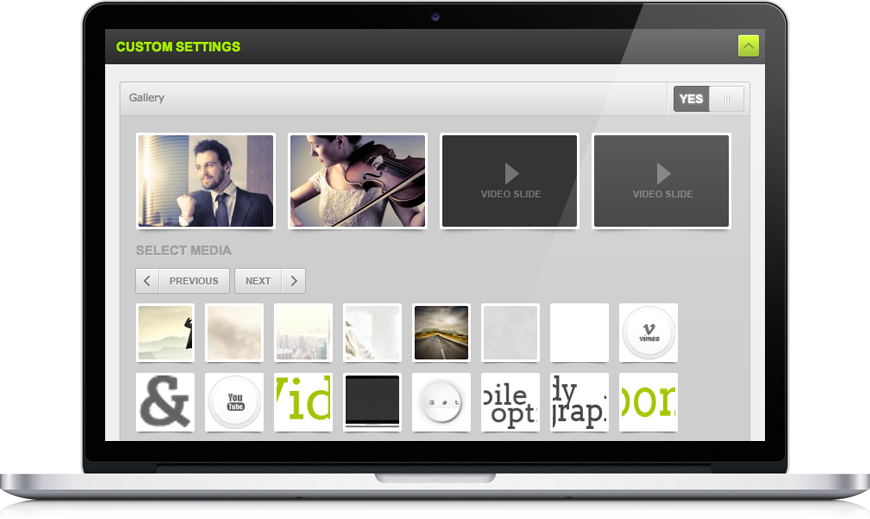 CUSTOM SETTINGS
Gallery
YES
VIDEO SLIDE
VIDEO SLIDE
SELECT MEDIA
PREVIOUS
NEXT
vimeo
&
You
Tube
Vid
bile
opt
dy
grap